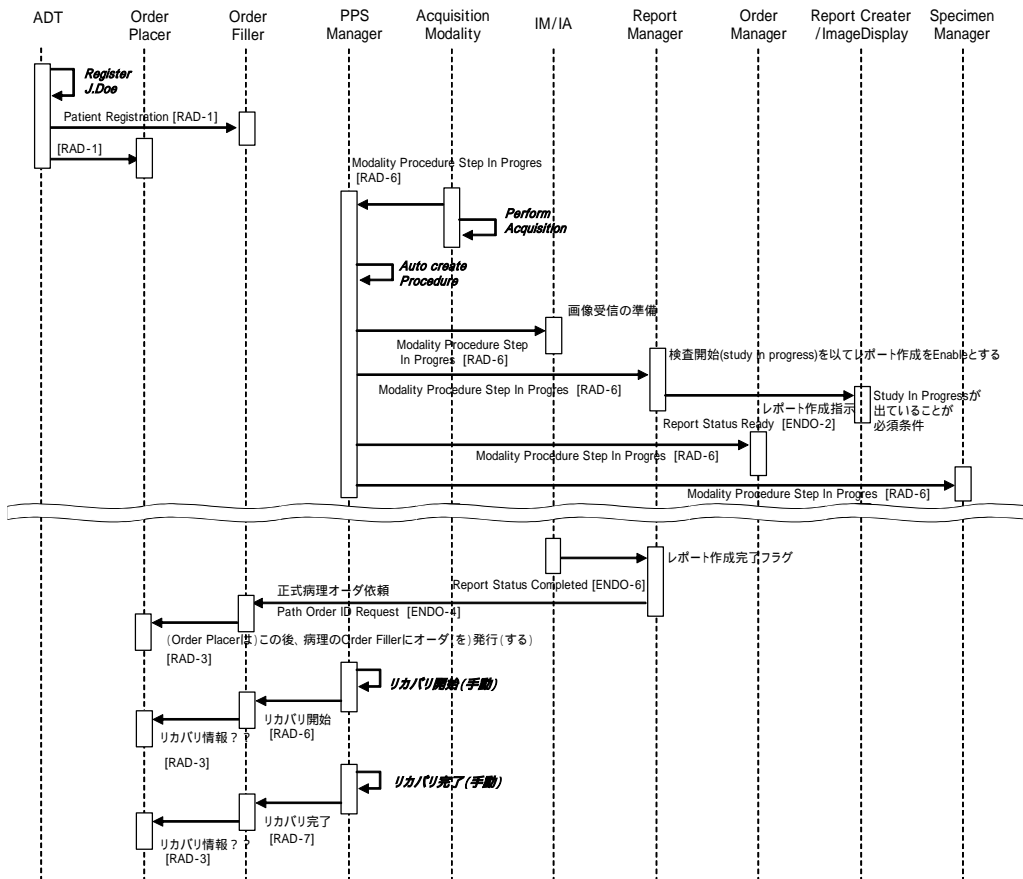 ADT
Order
Placer
Order
Filler
PPS
Manager
Acquisition
Modality
IM/IA
Report
Manager
Order
Manager
Report Creater
/ImageDisplay
Specimen
Manager
Register
J.Doe
Patient Registration [RAD-1]
[RAD-1]
Modality Procedure Step In Progres
[RAD-6]
Perform
Acquisition
Auto create
Procedure
画像受信の準備
Modality Procedure Step
In Progres [RAD-6]
検査開始(study in progress)を以てレポート作成をEnableとする
Modality Procedure Step In Progres [RAD-6]
レポート作成指示
Report Status Ready [ENDO-2]
Study In Progressが
出ていることが
必須条件
Modality Procedure Step In Progres [RAD-6]
Modality Procedure Step In Progres [RAD-6]
レポート作成完了フラグ
Report Status Completed [ENDO-6]
正式病理オーダ依頼
Path Order ID Request [ENDO-4]
(Order Placerは)この後、病理のOrder Fillerにオーダ(を)発行(する)
[RAD-3]
リカバリ開始(手動)
リカバリ開始
[RAD-6]
リカバリ情報??
[RAD-3]
リカバリ完了(手動)
リカバリ完了
[RAD-7]
リカバリ情報??
[RAD-3]